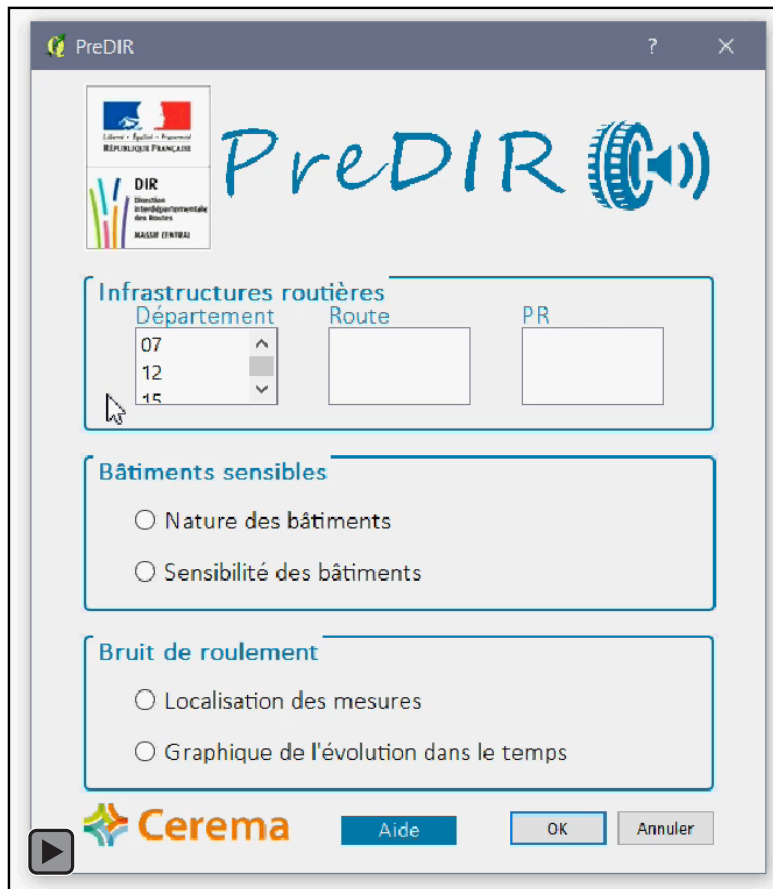 PreDIR
?
Liberté • Égalité • Fraternité
RÉPUBLIQUE FRANÇAISE
PreDIR
DIR
Direction
interdépartementale
des Routes
MASSIF CENTRAL
Infrastructures routières
Département Route PR
07
12
15
Bâtiments sensibles
Nature des bâtiments
Sensibilité des bâtiments
Bruit de roulement
Localisation des mesures
Graphique de l'évolution dans le temps
Cerema Aide OK Annuler